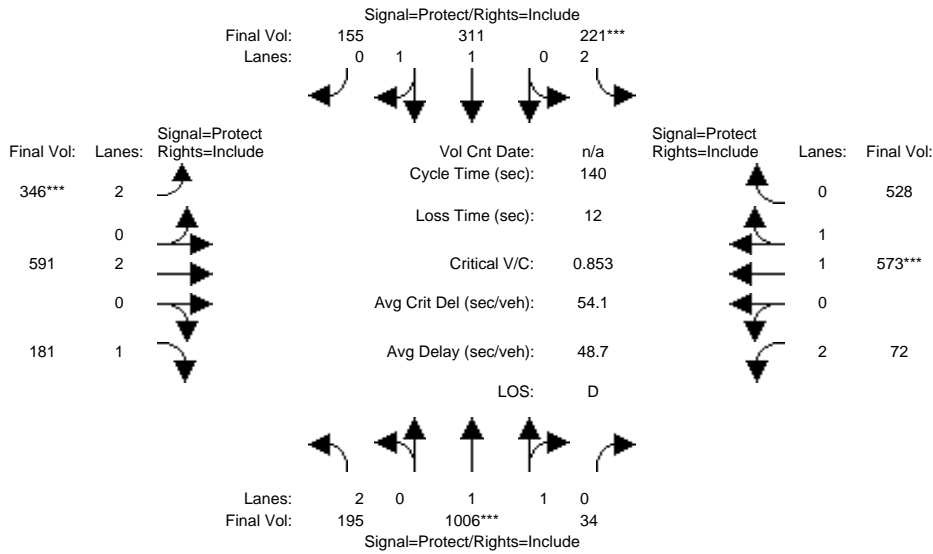 Signal=Protect/Rights=Include
Final Vol: 155 311 221***
Lanes: 0 1 1 0 2
Signal=Protect
Final Vol: Lanes: Rights=Include
Vol Cnt Date: n/a
Signal=Protect
Rights=Include Lanes: Final Vol:
Cycle Time (sec): 140
346*** 2
0 528
Loss Time (sec): 12
0
1
591 2
Critical V/C: 0.853
1 573***
0
Avg Crit Del (sec/veh): 54.1
0
181 1
Avg Delay (sec/veh): 48.7
2 72
LOS: D
Lanes: 2 0 1 1 0
Final Vol: 195 1006*** 34
Signal=Protect/Rights=Include